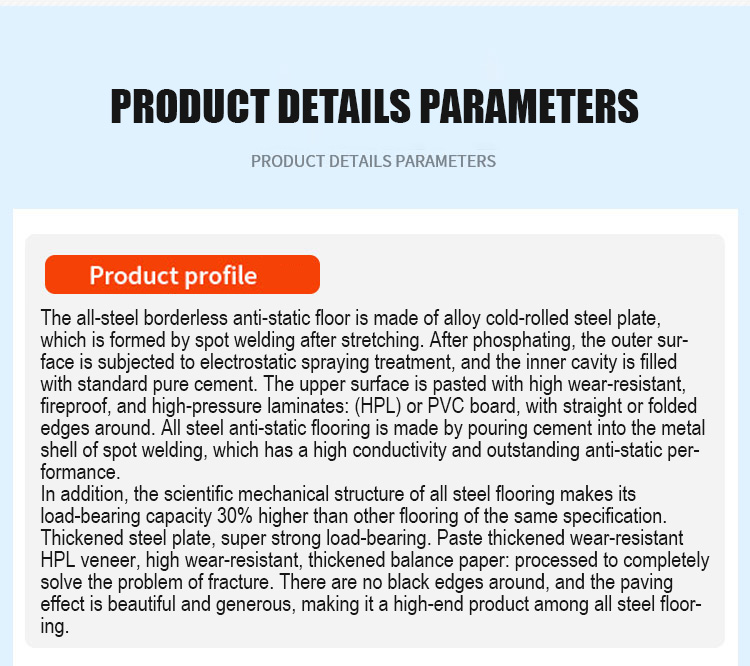 PRODUCT DETAILS PARAMETERS
PRODUCT DETAILS PARAMETERS
Product profile
The all-steel borderless anti-static floor is made of alloy cold-rolled steel plate,
which is formed by spot welding after stretching. After phosphating, the outer sur-
face is subjected to electrostatic spraying treatment, and the inner cavity is filled
with standard pure cement. The upper surface is pasted with high wear-resistant,
fireproof, and high-pressure laminates: (HPL) or PVC board, with straight or folded
edges around. All steel anti-static flooring is made by pouring cement into the metal
shell of spot welding, which has a high conductivity and outstanding anti-static per-
formance.
In addition, the scientific mechanical structure of all steel flooring makes its
load-bearing capacity 30% higher than other flooring of the same specification.
Thickened steel plate, super strong load-bearing. Paste thickened wear-resistant
HPL veneer, high wear-resistant, thickened balance paper: processed to completely
solve the problem of fracture. There are no black edges around, and the paving
effect is beautiful and generous, making it a high-end product among all steel floor-
ing.